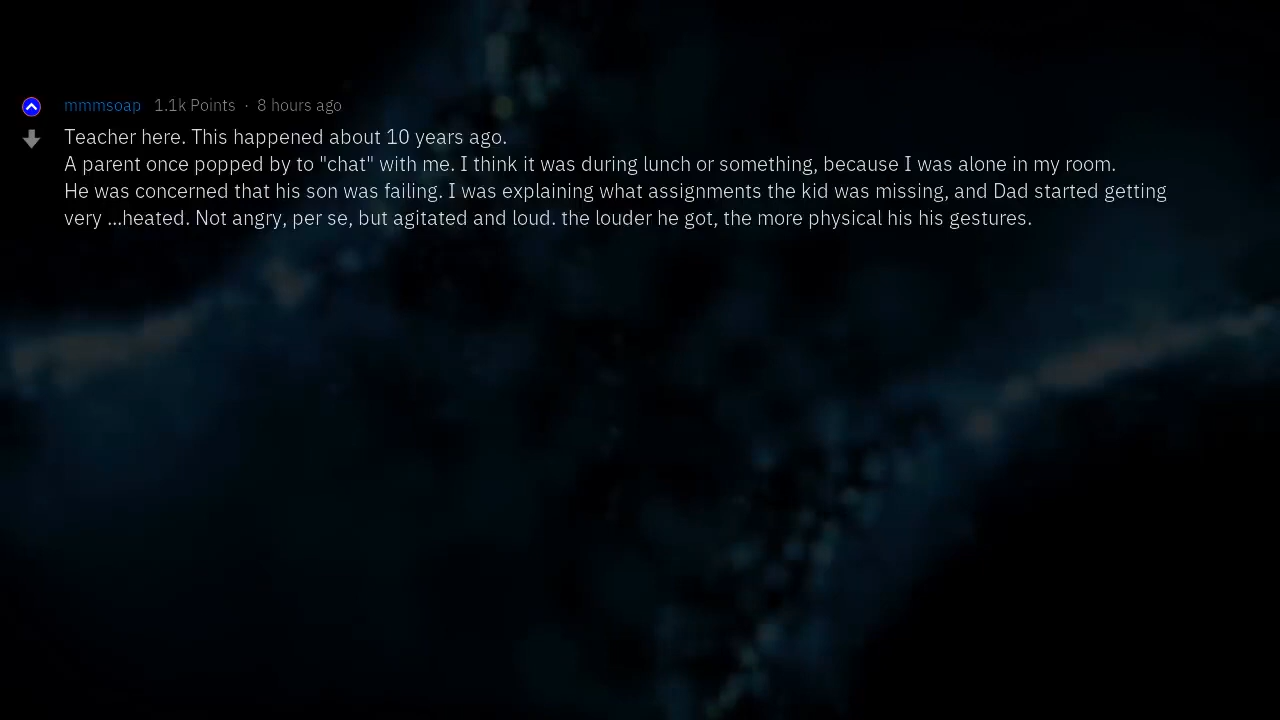 mmmsoap 1.1k Points · 8 hours ago
Teacher here. This happened about 10 years ago.
A parent once popped by to "chat" with me. I think it was during lunch or something, because I was alone in my room.
He was concerned that his son was failing. I was explaining what assignments the kid was missing, and Dad started getting
very ...heated. Not angry, per se, but agitated and loud. the louder he got, the more physical his his gestures.